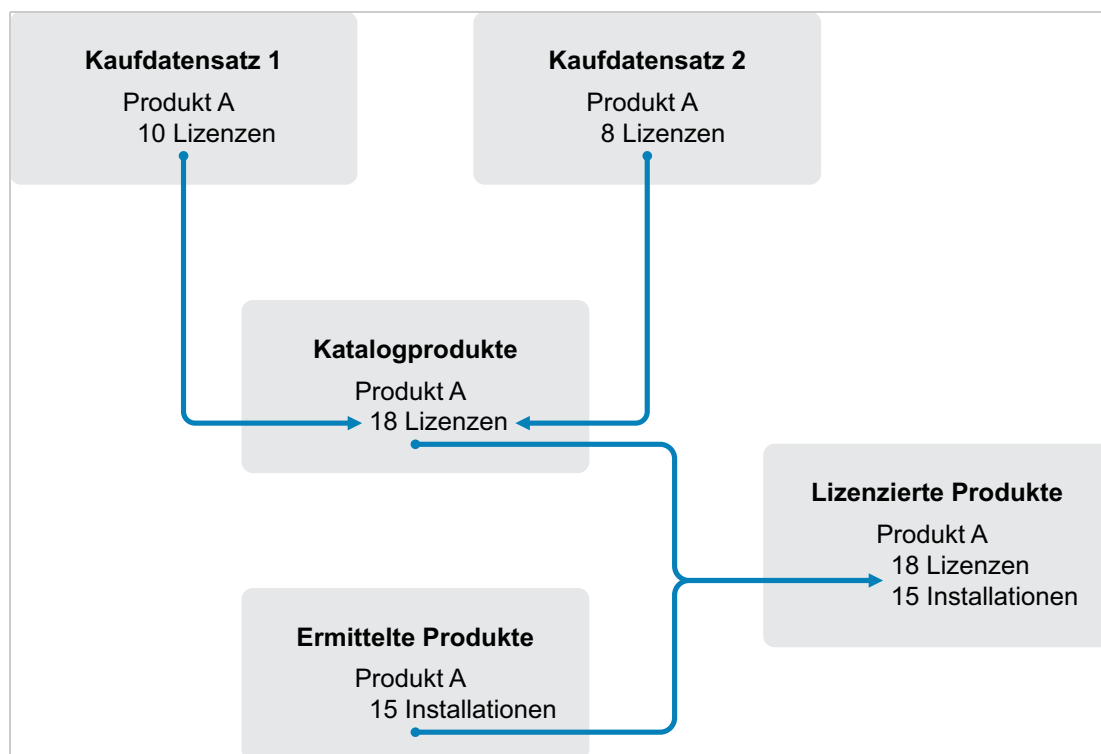 Kaufdatensatz 1
Produkt A
10 Lizenzen
Kaufdatensatz 2
Produkt A
8 Lizenzen
Katalogprodukte
Produkt A
18 Lizenzen
Lizenzierte Produkte
Produkt A
18 Lizenzen
15 Installationen
Ermittelte Produkte
Produkt A
15 Installationen